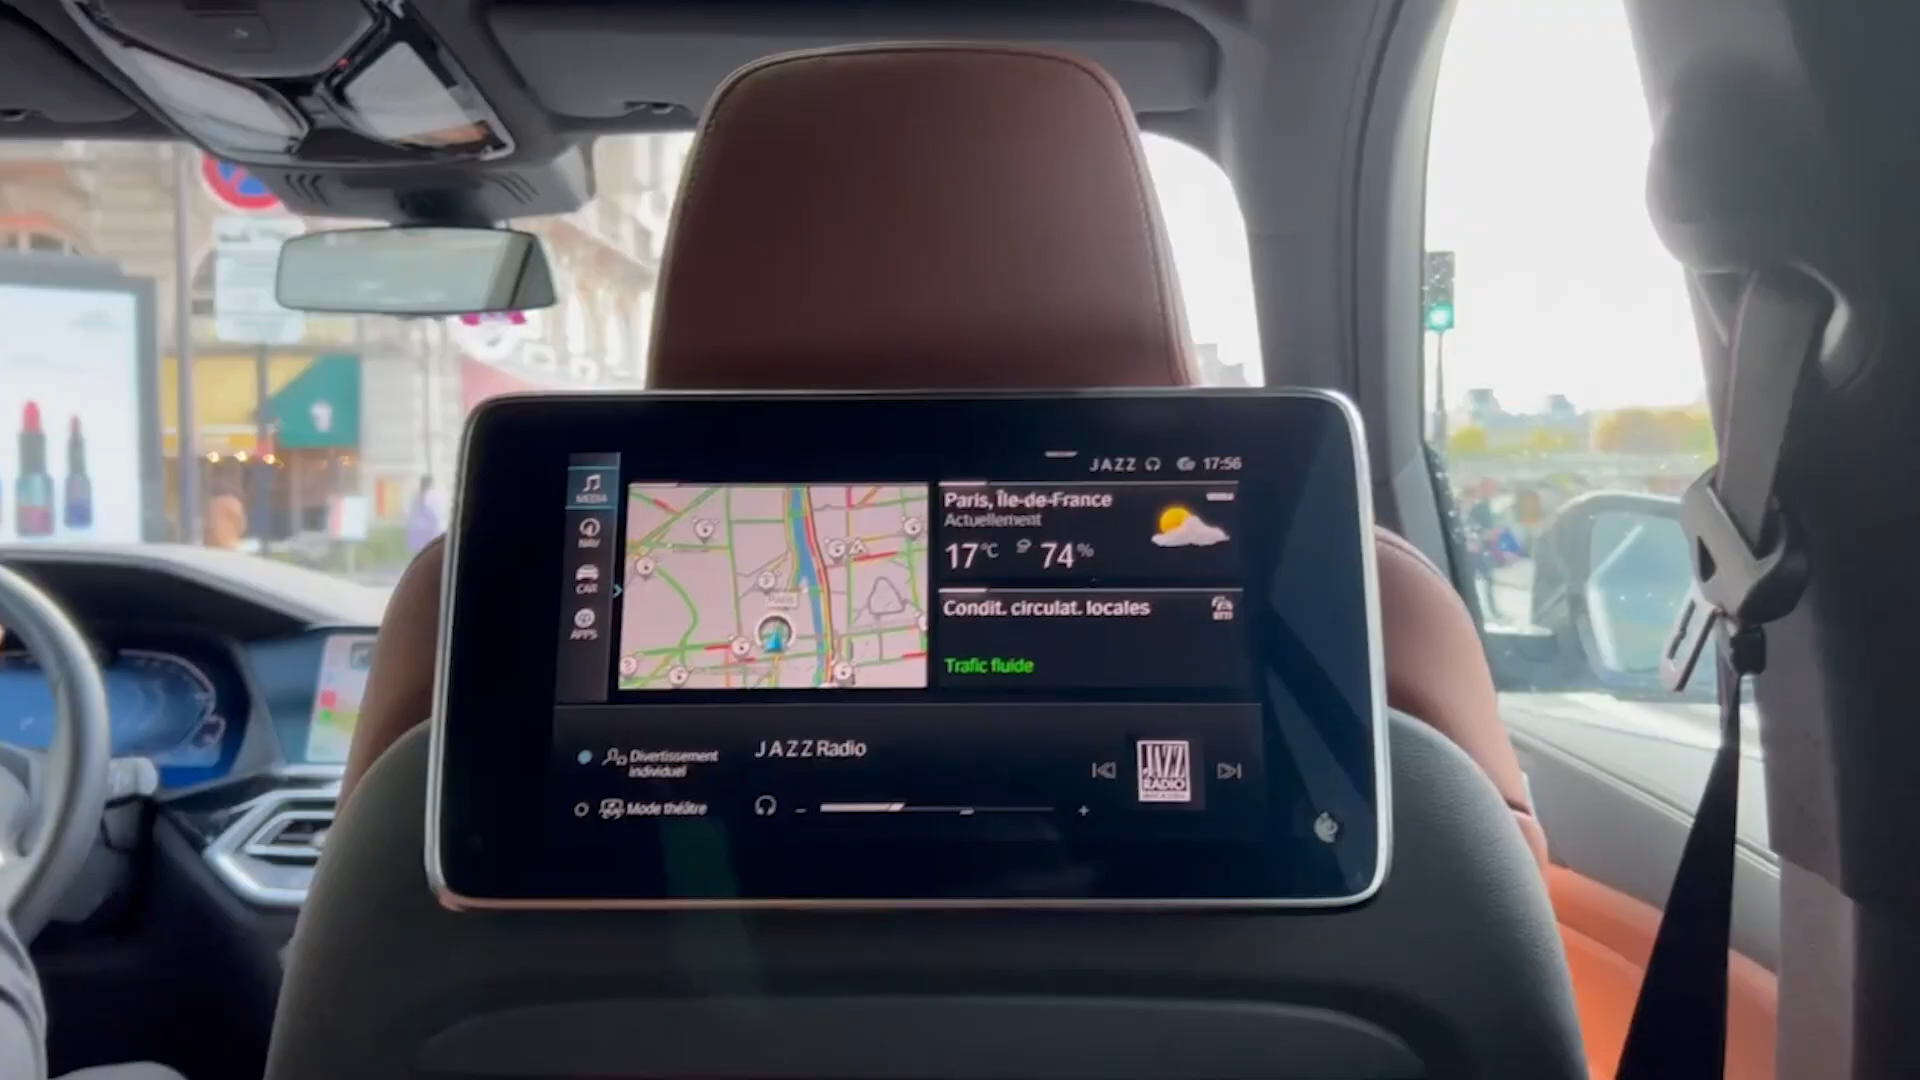 JAZZ 17:56
MEDIA
NAV
CAR
APPS
PARIS
Paris, Île-de-France
Actuellement
17°C 74%
Condit. circulat. locales
Trafic fluide
Divertissement
individuel
Mode théâtre
JAZZ Radio
- +
JAZZ
RADIO